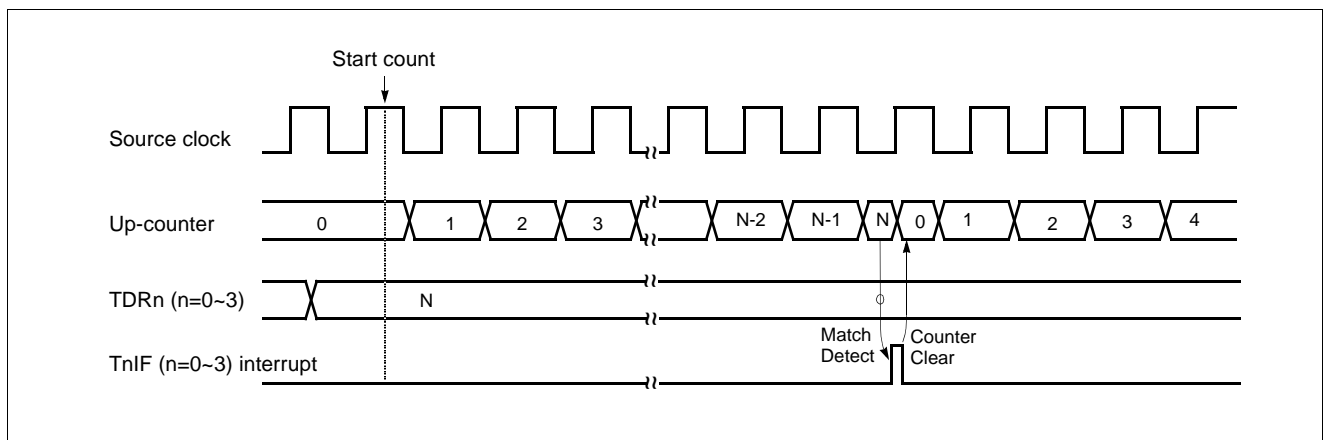 Start count
Source clock
Up-counter
0 1 2 3 N-2 N-1 N 0 1 2 3 4
TDRn (n=0~3)
N
Match
Detect
Counter
Clear
TnIF (n=0~3) interrupt